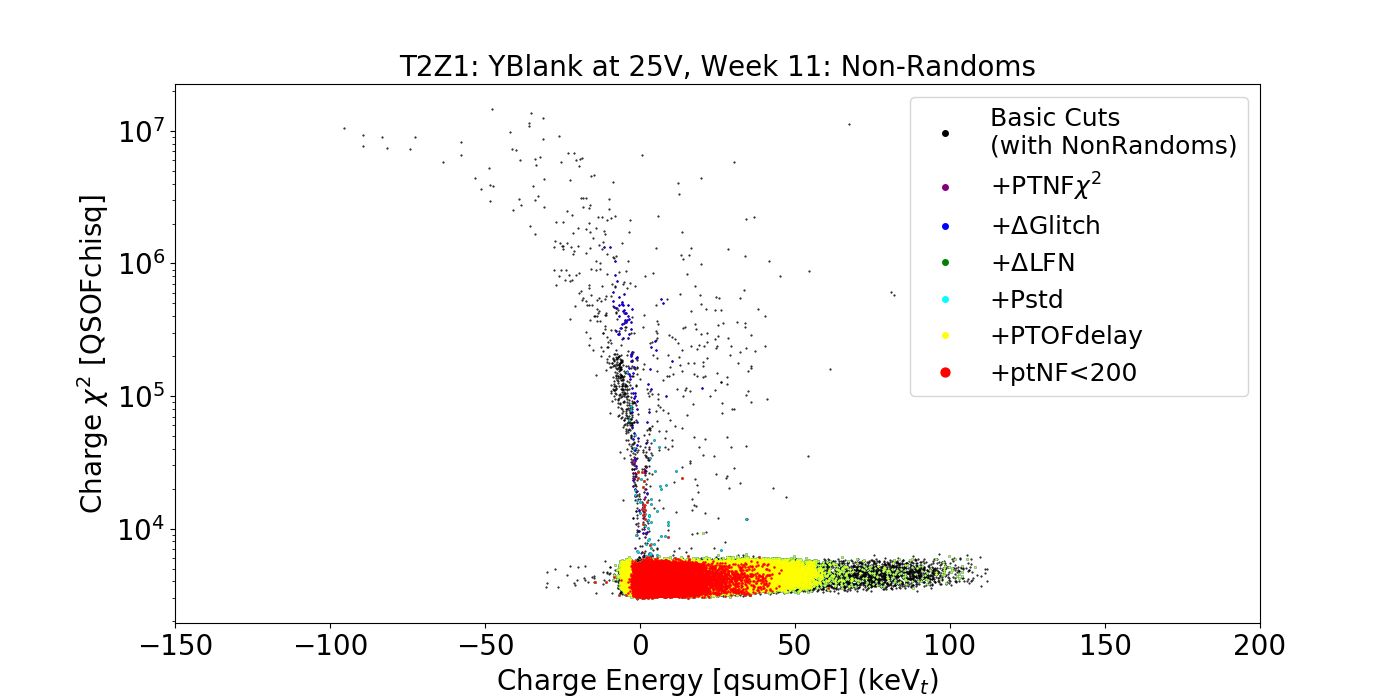 T2Z1: YBlank at 25V, Week 11: Non-Randoms
Basic Cuts
(with NonRandoms)
+PTNFχ²
+ΔGlitch
+ΔLFN
+Pstd
+PTOFdelay
+ptNF<200
Charge χ² [QSOFchisq]
10⁷
10⁶
10⁵
10⁴
−150 −100 −50 0 50 100 150 200
Charge Energy [qsumOF] (keVₜ)